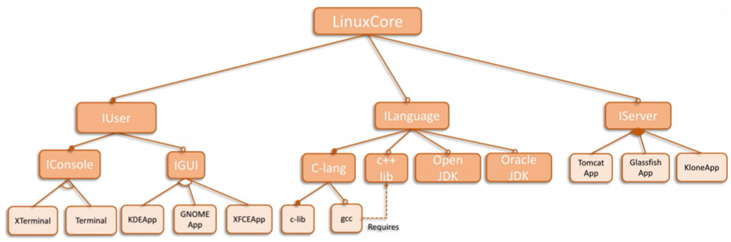 LinuxCore
IUser
ILanguage
IServer
IConsole
IGUI
C-lang
c++
lib
Open
JDK
Oracle
JDK
Tomcat
App
Glassfish
App
KloneApp
XTerminal
Terminal
KDEApp
GNOME
App
XFCEApp
c-lib
gcc
Requires